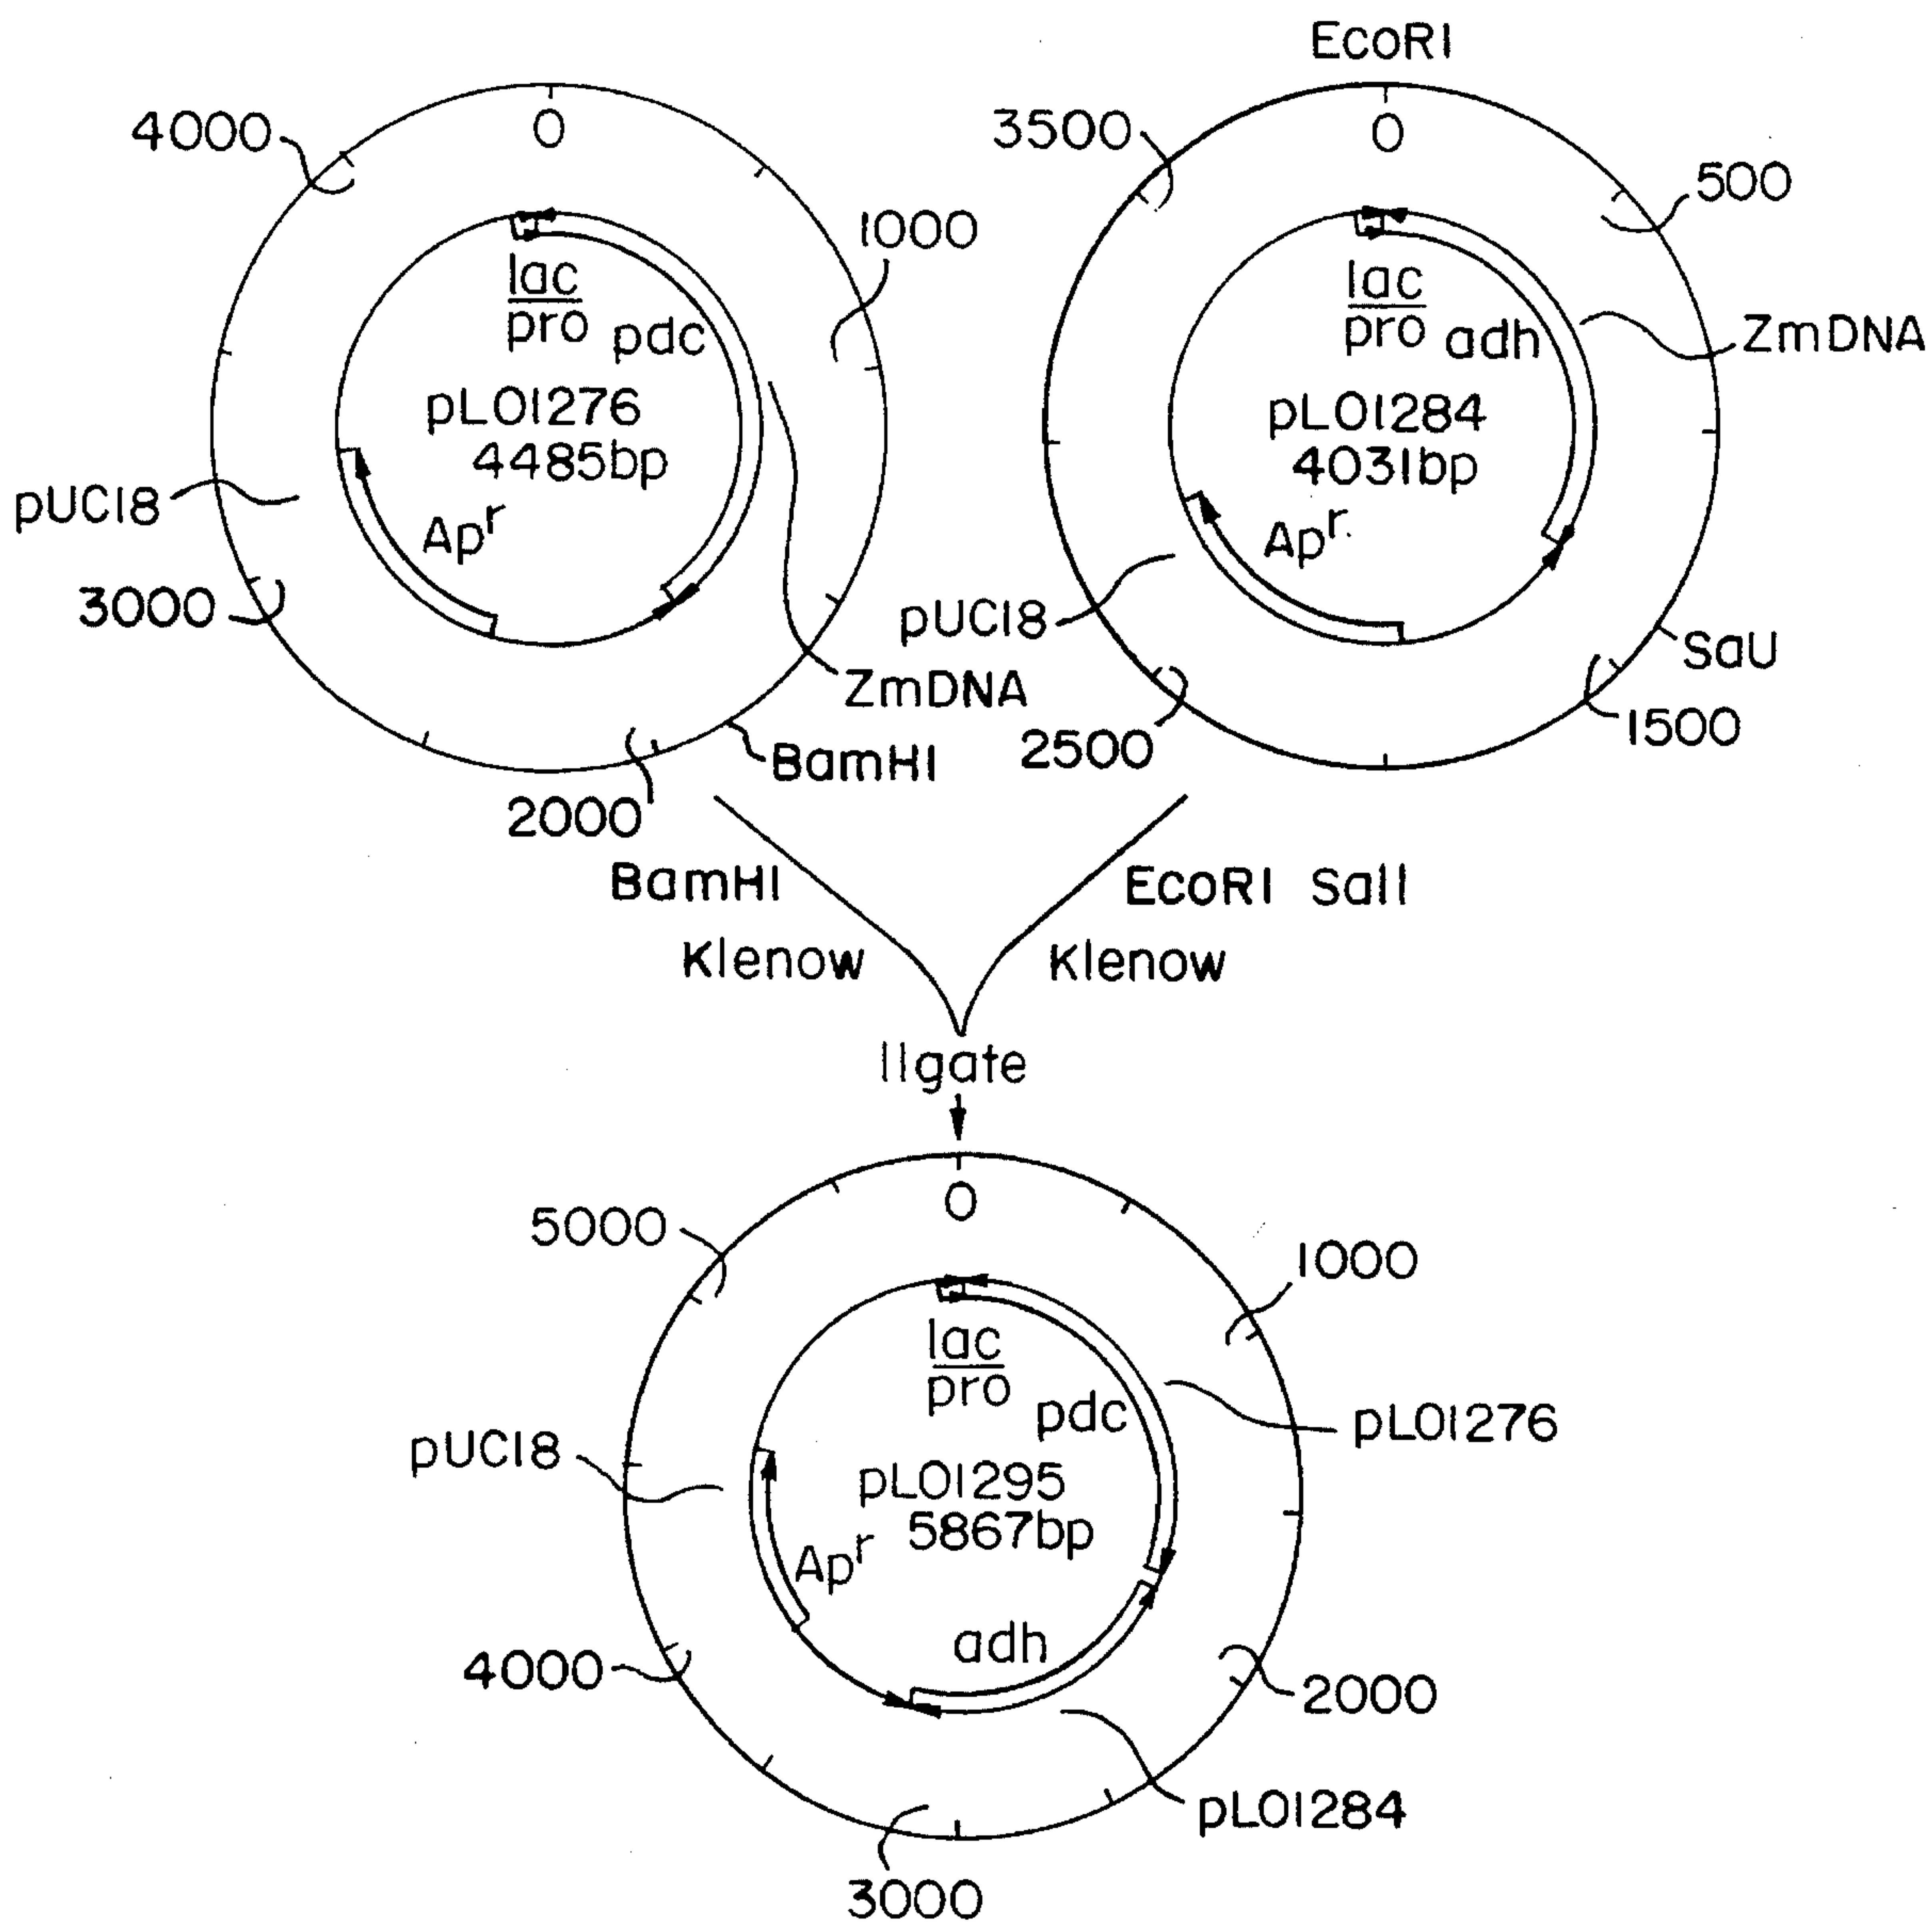 4000
0
1000
lac
pro
pdc
pLOI276
4485bp
pUC18
Apr
3000
ZmDNA
BamHI
2000
EcoRI
3500
0
500
lac
pro
adh
ZmDNA
pLOI284
4031bp
Apr.
pUC18
SaU
2500
1500
BamHI
Klenow
EcoRI SalI
Klenow
llgate
5000
0
1000
lac
pro
pdc
pLOI276
pUC18
pLOI295
5867bp
Apr
adh
4000
2000
pLOI284
3000